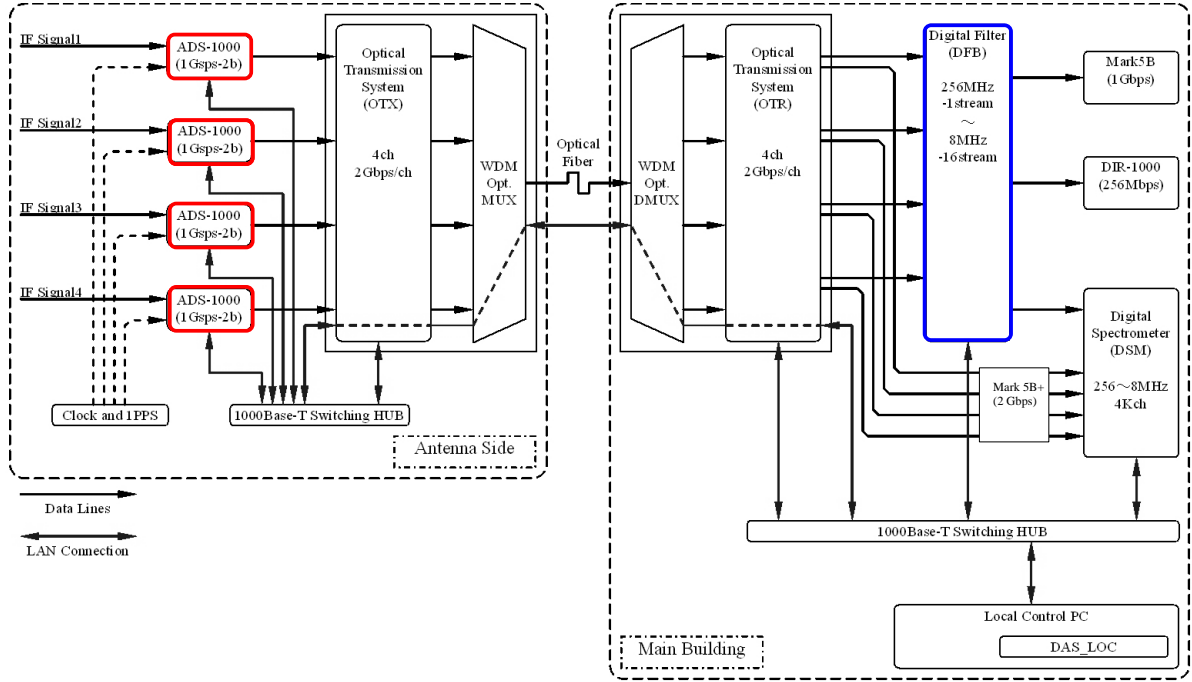 IF Signal1
ADS-1000
(1Gsps-2b)
IF Signal2
ADS-1000
(1Gsps-2b)
IF Signal3
ADS-1000
(1Gsps-2b)
IF Signal4
ADS-1000
(1Gsps-2b)
Clock and 1PPS
1000Base-T Switching HUB
Optical
Transmission
System
(OTX)
4ch
2Gbps/ch
WDM
Opt.
MUX
Antenna Side
Optical
Fiber
Data Lines
LAN Connection
WDM
Opt.
DMUX
Optical
Transmission
System
(OTR)
4ch
2Gbps/ch
Digital Filter
(DFB)
256MHz
-1stream
～
8MHz
-16stream
Mark5B
(1Gbps)
DIR-1000
(256Mbps)
Digital
Spectrometer
(DSM)
256～8MHz
4Kch
Mark 5B+
(2 Gbps)
1000Base-T Switching HUB
Local Control PC
DAS_LOC
Main Building